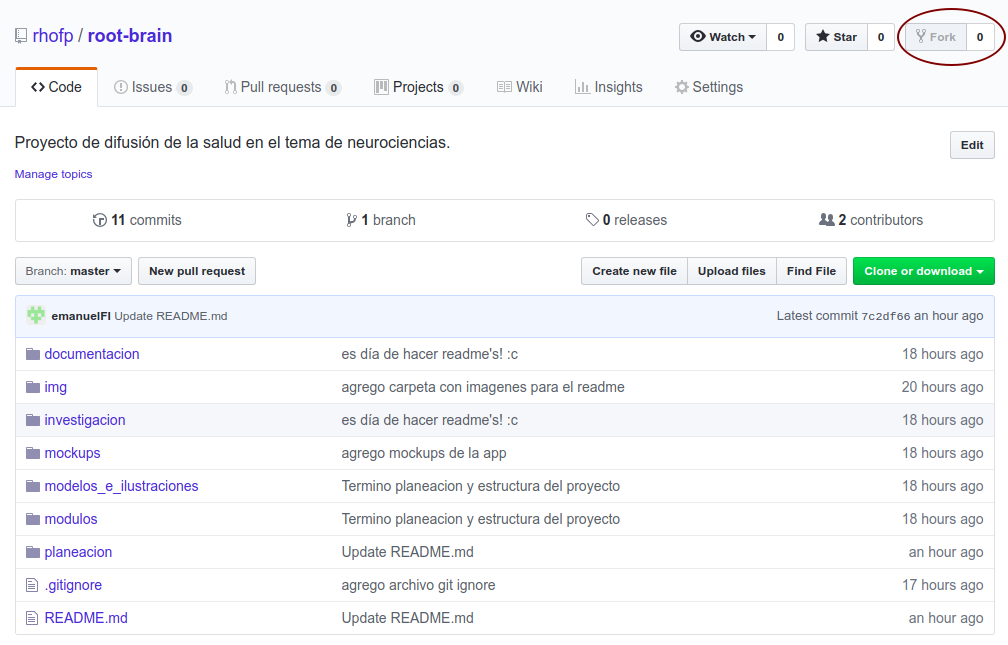 rhofp / root-brain
Watch 0 Star 0 Fork 0
Code Issues 0 Pull requests 0 Projects 0 Wiki Insights Settings
Proyecto de difusión de la salud en el tema de neurociencias. Edit
Manage topics
11 commits 1 branch 0 releases 2 contributors
Branch: master New pull request Create new file Upload files Find File Clone or download
emanuelFI Update README.md Latest commit 7c2df66 an hour ago
documentacion es día de hacer readme's! :c 18 hours ago
img agrego carpeta con imagenes para el readme 20 hours ago
investigacion es día de hacer readme's! :c 18 hours ago
mockups agrego mockups de la app 18 hours ago
modelos_e_ilustraciones Termino planeacion y estructura del proyecto 18 hours ago
modulos Termino planeacion y estructura del proyecto 18 hours ago
planeacion Update README.md an hour ago
.gitignore agrego archivo git ignore 17 hours ago
README.md Update README.md an hour ago